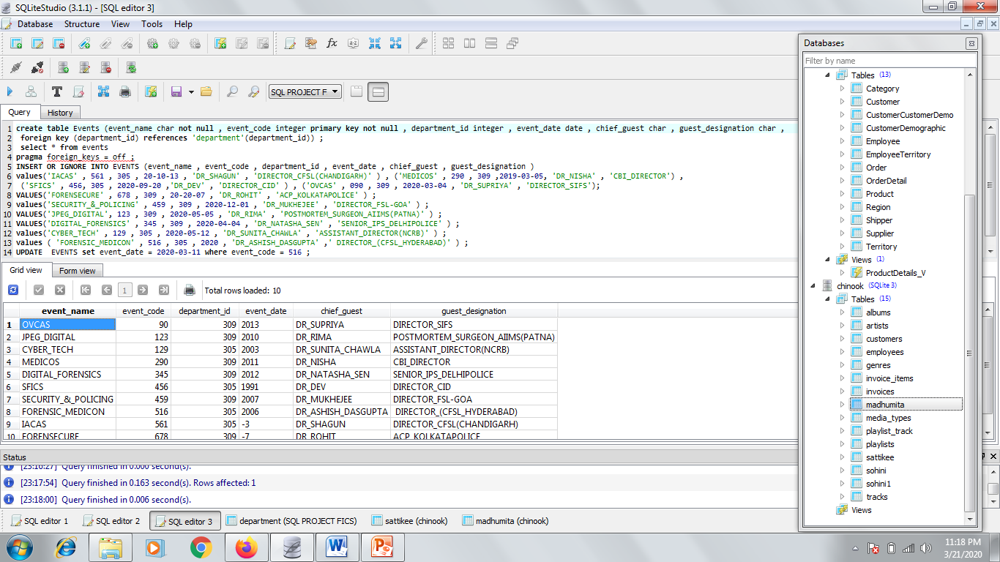 SQLiteStudio (3.1.1) - [SQL editor 3]
Database Structure View Tools Help
SQL PROJECT F
Query History
1 create table Events (event_name char not null , event_code integer primary key not null , department_id integer , event_date date , chief_guest char , guest_designation char ,
2 foreign key (department_id) references 'department'(department_id)) ;
3 select * from events
4 pragma foreign_keys = off ;
5 INSERT OR IGNORE INTO EVENTS (event_name , event_code , department_id , event_date , chief_guest , guest_designation )
6 values('IACAS' , 561 , 305 , 20-10-13 , 'DR_SHAGUN' , 'DIRECTOR_CFSL(CHANDIGARH)' ) , ('MEDICOS' , 290 , 309 ,2019-03-05, 'DR_NISHA' , 'CBI_DIRECTOR') ,
7 ('SFICS' , 456, 305 , 2020-09-20 ,'DR_DEV' , 'DIRECTOR_CID' ) , ('OVCAS' , 090 , 309 , 2020-03-04 , 'DR_SUPRIYA' , 'DIRECTOR_SIFS');
8 VALUES('FORENSECURE' , 678 , 309 , 20-20-07 , 'DR_ROHIT' , 'ACP_KOLKATAPOLICE' ) ;
9 VALUES('SECURITY_&_POLICING' , 459 , 309 , 2020-12-01 , 'DR_MUKHEJEE' , 'DIRECTOR_FSL-GOA' ) ;
10 VALUES('JPEG_DIGITAL', 123 , 309 , 2020-05-05 , 'DR_RIMA' , 'POSTMORTEM_SURGEON_AIIMS(PATNA)' ) ;
11 VALUES('DIGITAL_FORENSICS' , 345 , 309 , 2020-04-04 , 'DR_NATASHA_SEN' , 'SENIOR_IPS_DELHIPOLICE' ) ;
12 values('CYBER_TECH' , 129 , 305 , 2020-05-12 , 'DR_SUNITA_CHAWLA' , 'ASSISTANT_DIRECTOR(NCRB)' ) ;
13 values ( 'FORENSIC_MEDICON' , 516 , 305 , 2020 , 'DR_ASHISH_DASGUPTA' ,' DIRECTOR_(CFSL_HYDERABAD)' ) ;
14 UPDATE EVENTS set event_date = 2020-03-11 where event_code = 516 ;
Grid view Form view
1 Total rows loaded: 10
event_name event_code department_id event_date chief_guest guest_designation
1 OVCAS 90 309 2013 DR_SUPRIYA DIRECTOR_SIFS
2 JPEG_DIGITAL 123 309 2010 DR_RIMA POSTMORTEM_SURGEON_AIIMS(PATNA)
3 CYBER_TECH 129 305 2003 DR_SUNITA_CHAWLA ASSISTANT_DIRECTOR(NCRB)
4 MEDICOS 290 309 2011 DR_NISHA CBI_DIRECTOR
5 DIGITAL_FORENSICS 345 309 2012 DR_NATASHA_SEN SENIOR_IPS_DELHIPOLICE
6 SFICS 456 305 1991 DR_DEV DIRECTOR_CID
7 SECURITY_&_POLICING 459 309 2007 DR_MUKHEJEE DIRECTOR_FSL-GOA
8 FORENSIC_MEDICON 516 305 2006 DR_ASHISH_DASGUPTA DIRECTOR_(CFSL_HYDERABAD)
9 IACAS 561 305 -3 DR_SHAGUN DIRECTOR_CFSL(CHANDIGARH)
10 FORENSECURE 678 309 -7 DR_ROHIT ACP_KOLKATAPOLICE
Status
[23:16:27] Query finished in 0.000 second(s).
[23:17:54] Query finished in 0.163 second(s). Rows affected: 1
[23:18:00] Query finished in 0.006 second(s).
SQL editor 1 SQL editor 2 SQL editor 3 department (SQL PROJECT FICS) sattikee (chinook) madhumita (chinook)
Databases
Filter by name
Tables (13)
Category
Customer
CustomerCustomerDemo
CustomerDemographic
Employee
EmployeeTerritory
Order
OrderDetail
Product
Region
Shipper
Supplier
Territory
Views (1)
ProductDetails_V
chinook (SQLite 3)
Tables (15)
albums
artists
customers
employees
genres
invoice_items
invoices
madhumita
media_types
playlist_track
playlists
sattikee
sohini
sohini1
tracks
Views
11:18 PM
3/21/2020